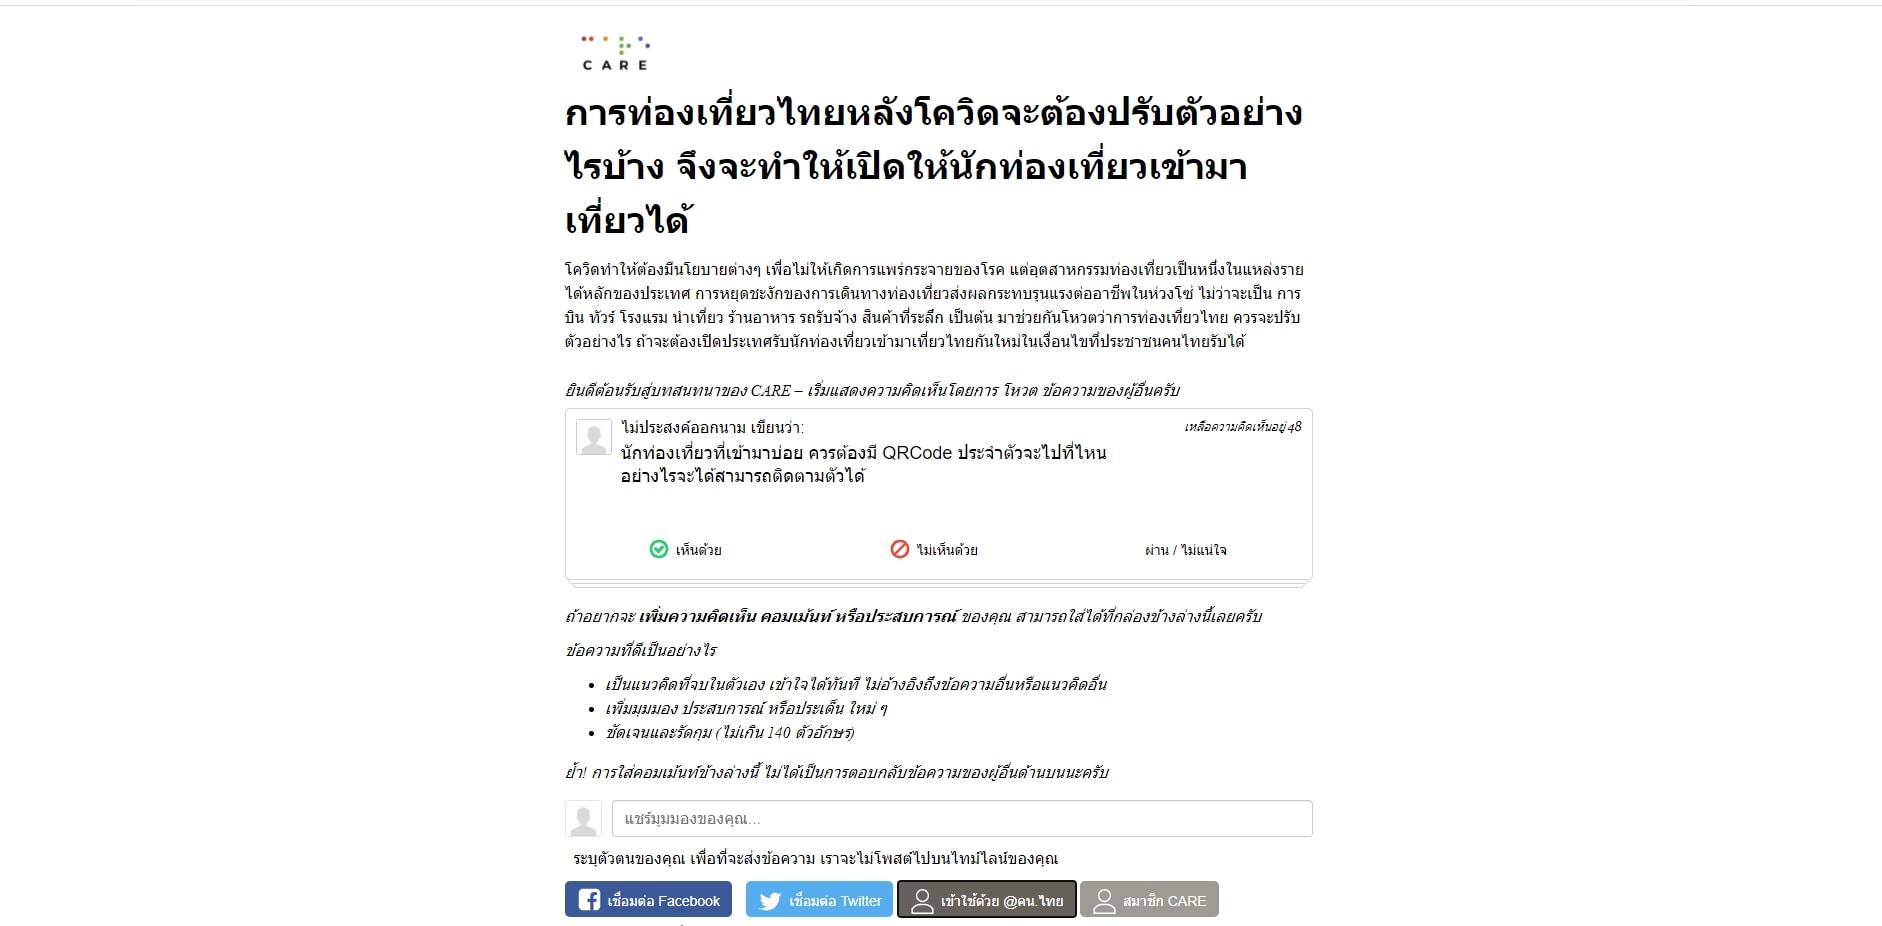 CARE
การท่องเที่ยวไทยหลังโควิดจะต้องปรับตัวอย่าง
ไรบ้าง จึงจะทำให้เปิดให้นักท่องเที่ยวเข้ามา
เที่ยวได้
โควิดทำให้ต้องมีนโยบายต่างๆ เพื่อไม่ให้เกิดการแพร่กระจายของโรค แต่อุตสาหกรรมท่องเที่ยวเป็นหนึ่งในแหล่งราย
ได้หลักของประเทศ การหยุดชะงักของการเดินทางท่องเที่ยวส่งผลกระทบรุนแรงต่ออาชีพในห่วงโซ่ ไม่ว่าจะเป็น การ
บิน ทัวร์ โรงแรม นำเที่ยว ร้านอาหาร รถรับจ้าง สินค้าที่ระลึก เป็นต้น มาช่วยกันโหวตว่าการท่องเที่ยวไทย ควรจะปรับ
ตัวอย่างไร ถ้าจะต้องเปิดประเทศรับนักท่องเที่ยวเข้ามาเที่ยวไทยกันใหม่ในเงื่อนไขที่ประชาชนคนไทยรับได้
ยินดีต้อนรับสู่บทสนทนาของ CARE – เริ่มแสดงความคิดเห็นโดยการ โหวต ข้อความของผู้อื่นครับ
ไม่ประสงค์ออกนาม เขียนว่า:
เหลือความคิดเห็นอยู่ 48
นักท่องเที่ยวที่เข้ามาบ่อย ควรต้องมี QRCode ประจำตัวจะไปที่ไหน
อย่างไรจะได้สามารถติดตามตัวได้
เห็นด้วย
ไม่เห็นด้วย
ผ่าน / ไม่แน่ใจ
ถ้าอยากจะ เพิ่มความคิดเห็น คอมเม้นท์ หรือประสบการณ์ ของคุณ สามารถใส่ได้ที่กล่องข้างล่างนี้เลยครับ
ข้อความที่ดีเป็นอย่างไร
• เป็นแนวคิดที่จบในตัวเอง เข้าใจได้ทันที ไม่อ้างอิงถึงข้อความอื่นหรือแนวคิดอื่น
• เพิ่มมุมมอง ประสบการณ์ หรือประเด็น ใหม่ ๆ
• ชัดเจนและรัดกุม (ไม่เกิน 140 ตัวอักษร)
ย้ำ! การใส่คอมเม้นท์ข้างล่างนี้ ไม่ได้เป็นการตอบกลับข้อความของผู้อื่นด้านบนนะครับ
แชร์มุมมองของคุณ...
ระบุตัวตนของคุณ เพื่อที่จะส่งข้อความ เราจะไม่โพสต์ไปบนไทม์ไลน์ของคุณ
เชื่อมต่อ Facebook
เชื่อมต่อ Twitter
เข้าใช้ด้วย @คน.ไทย
สมาชิก CARE